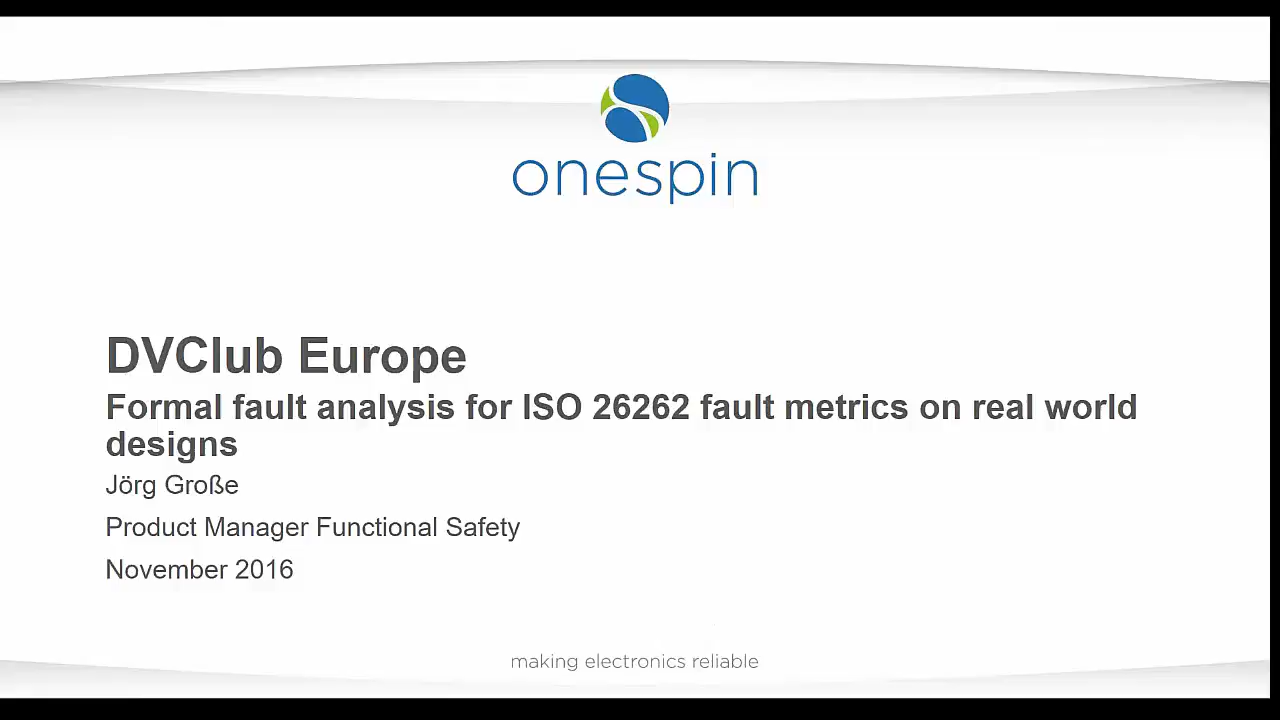 onespin
DVClub Europe
Formal fault analysis for ISO 26262 fault metrics on real world
designs
Jörg Große
Product Manager Functional Safety
November 2016
making electronics reliable